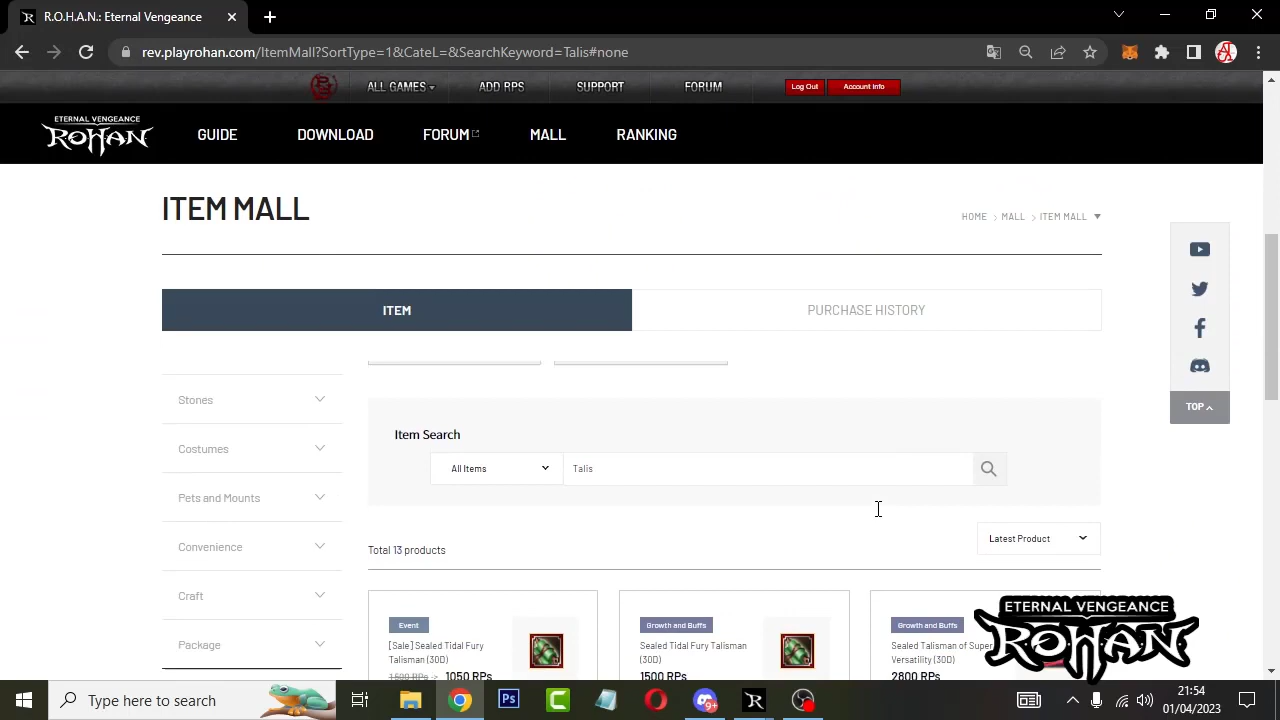 R.O.H.A.N.: Eternal Vengeance
rev.playrohan.com/ItemMall?SortType=1&CateL=&SearchKeyword=Talis#none
ALL GAMES
ADD RPS
SUPPORT
FORUM
Log Out
Account Info
ETERNAL VENGEANCE
ROHAN
GUIDE
DOWNLOAD
FORUM
MALL
RANKING
ITEM MALL
HOME > MALL > ITEM MALL
ITEM
PURCHASE HISTORY
Stones
Costumes
Pets and Mounts
Convenience
Craft
Package
Item Search
All Items
Talis
TOP
Total 13 products
Latest Product
Event
[Sale] Sealed Tidal Fury
Talisman (30D)
1500 RPs -> 1050 RPs
Growth and Buffs
Sealed Tidal Fury Talisman
(30D)
1500 RPs
Growth and Buffs
Sealed Talisman of Super
Versatility (30D)
2800 RPs
ETERNAL VENGEANCE
ROHAN
Type here to search
9+
21:54
01/04/2023